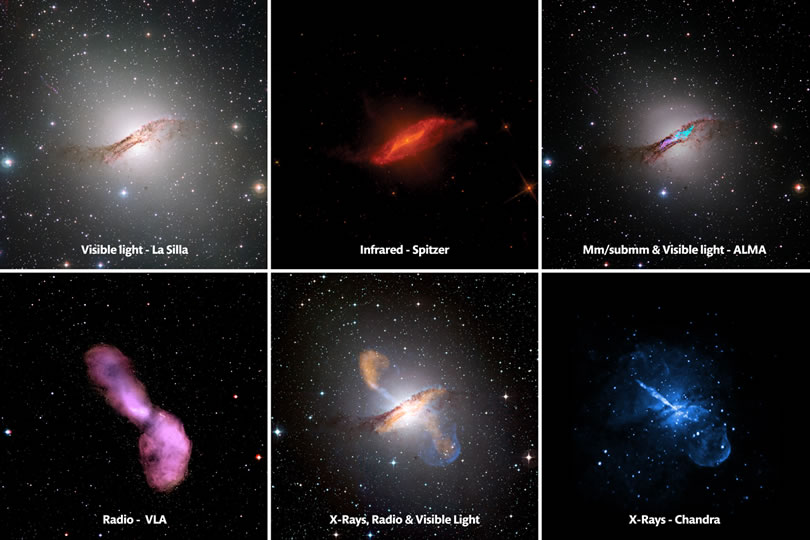 Visible light - La Silla
Infrared - Spitzer
Mm/submm & Visible light - ALMA
Radio - VLA
X-Rays, Radio & Visible Light
X-Rays - Chandra